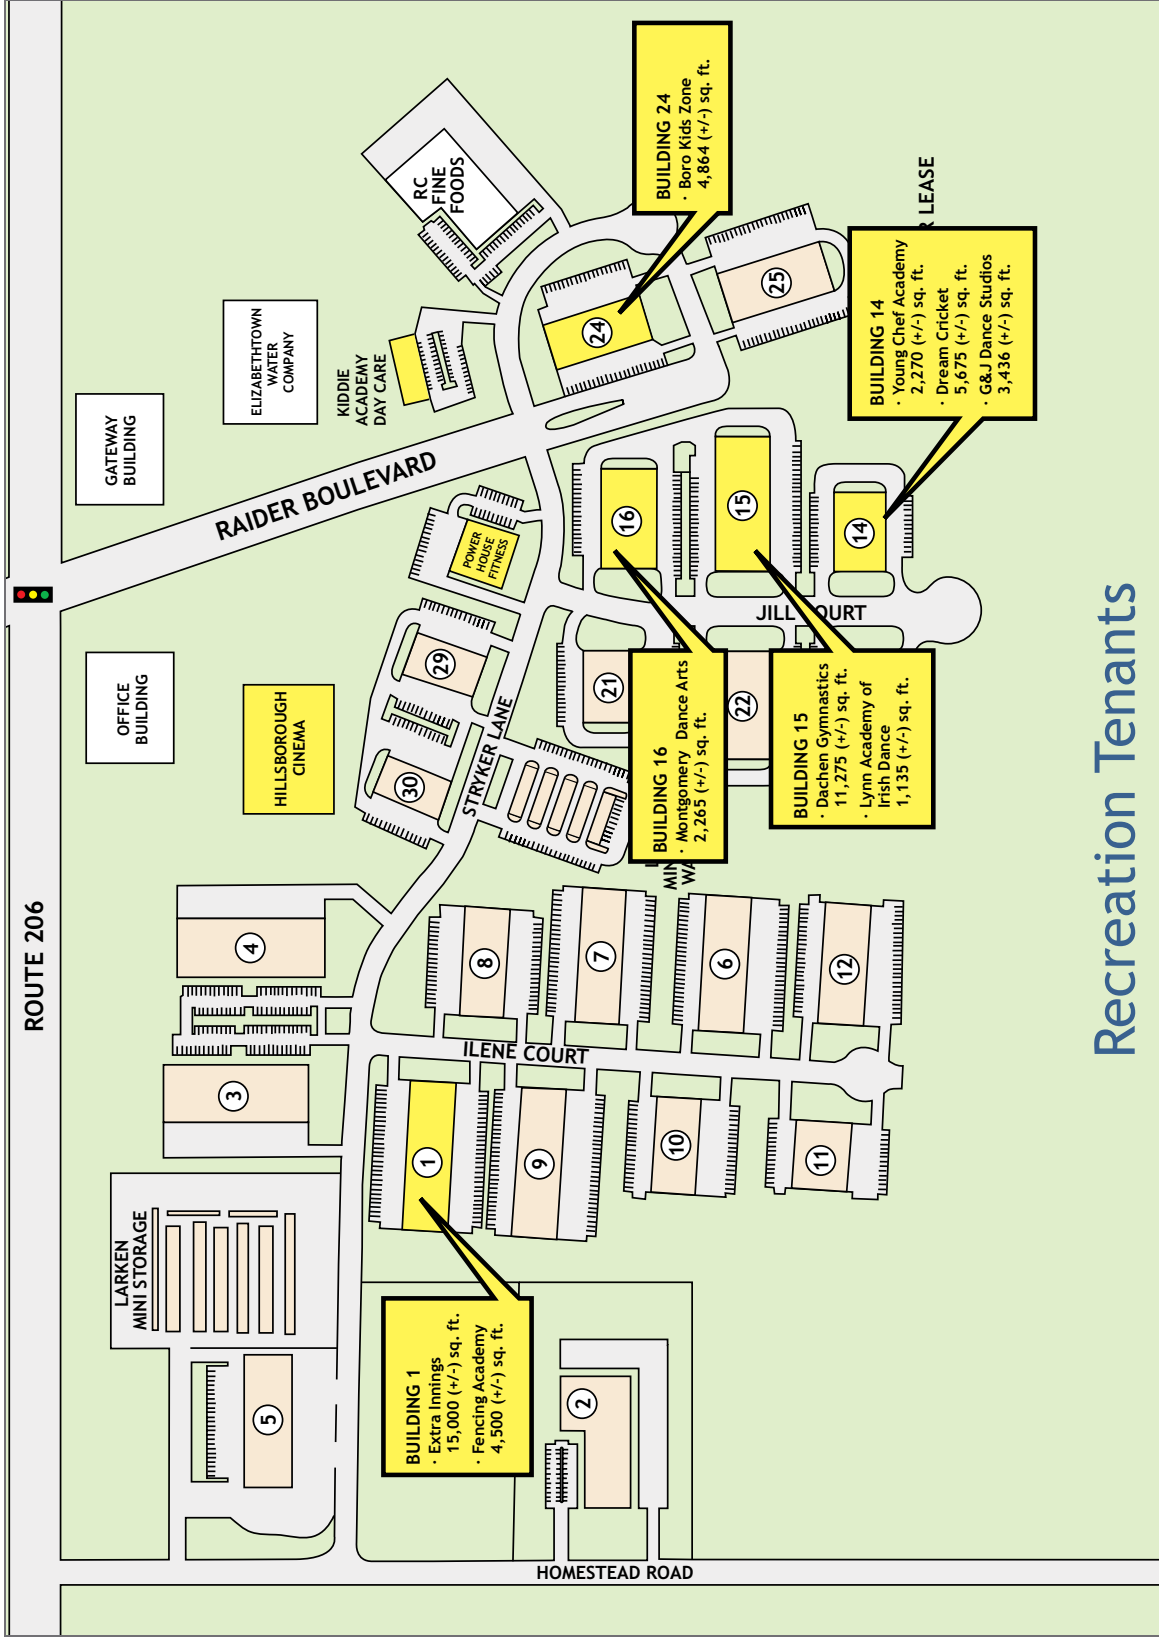 Recreation Tenants
ROUTE 206
HOMESTEAD ROAD
RAIDER BOULEVARD
STRYKER LANE
ILENE COURT
JILL
OURT
GATEWAY
BUILDING
ELIZABETHTOWN
WATER
COMPANY
KIDDIE
ACADEMY
DAY CARE
RC
FINE
FOODS
OFFICE
BUILDING
HILLSBOROUGH
CINEMA
POWER
HOUSE
FITNESS
LARKEN
MINI STORAGE
MIN
WA
R LEASE
BUILDING 1
· Extra Innings
15,000 (+/-) sq. ft.
· Fencing Academy
4,500 (+/-) sq. ft.
BUILDING 16
· Montgomery Dance Arts
2,265 (+/-) sq. ft.
BUILDING 15
· Dachen Gymnastics
11,275 (+/-) sq. ft.
· Lynn Academy of
Irish Dance
1,135 (+/-) sq. ft.
BUILDING 14
· Young Chef Academy
2,270 (+/-) sq. ft.
· Dream Cricket
5,675 (+/-) sq. ft.
· G&J Dance Studios
3,436 (+/-) sq. ft.
BUILDING 24
· Boro Kids Zone
4,864 (+/-) sq. ft.
5
3
4
30
29
24
25
1
8
16
21
9
7
15
22
2
10
6
14
11
12